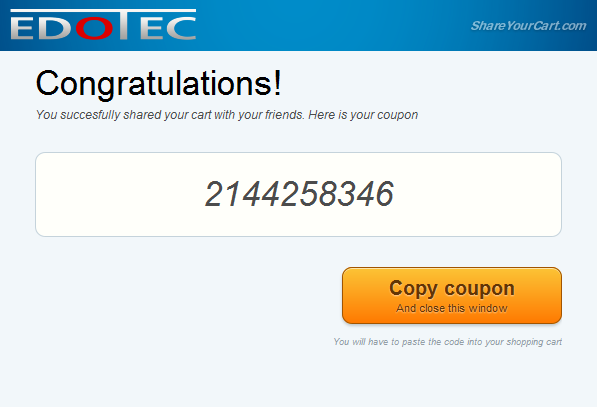 EDOTEC
ShareYourCart.com
Congratulations!
You succesfully shared your cart with your friends. Here is your coupon
2144258346
Copy coupon
And close this window
You will have to paste the code into your shopping cart